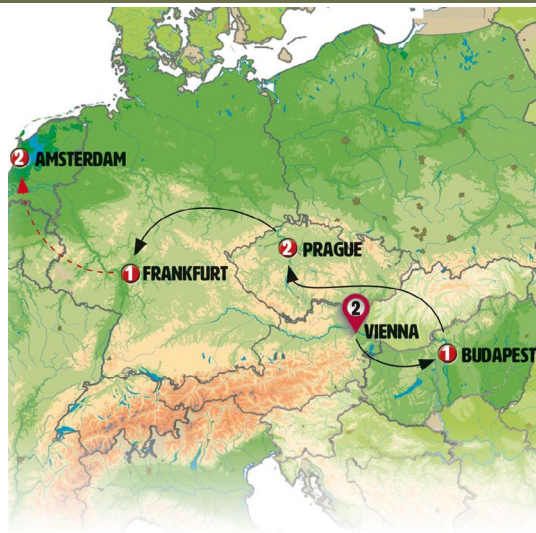 2 AMSTERDAM
2 PRAGUE
1 FRANKFURT
2
VIENNA
1 BUDAPEST